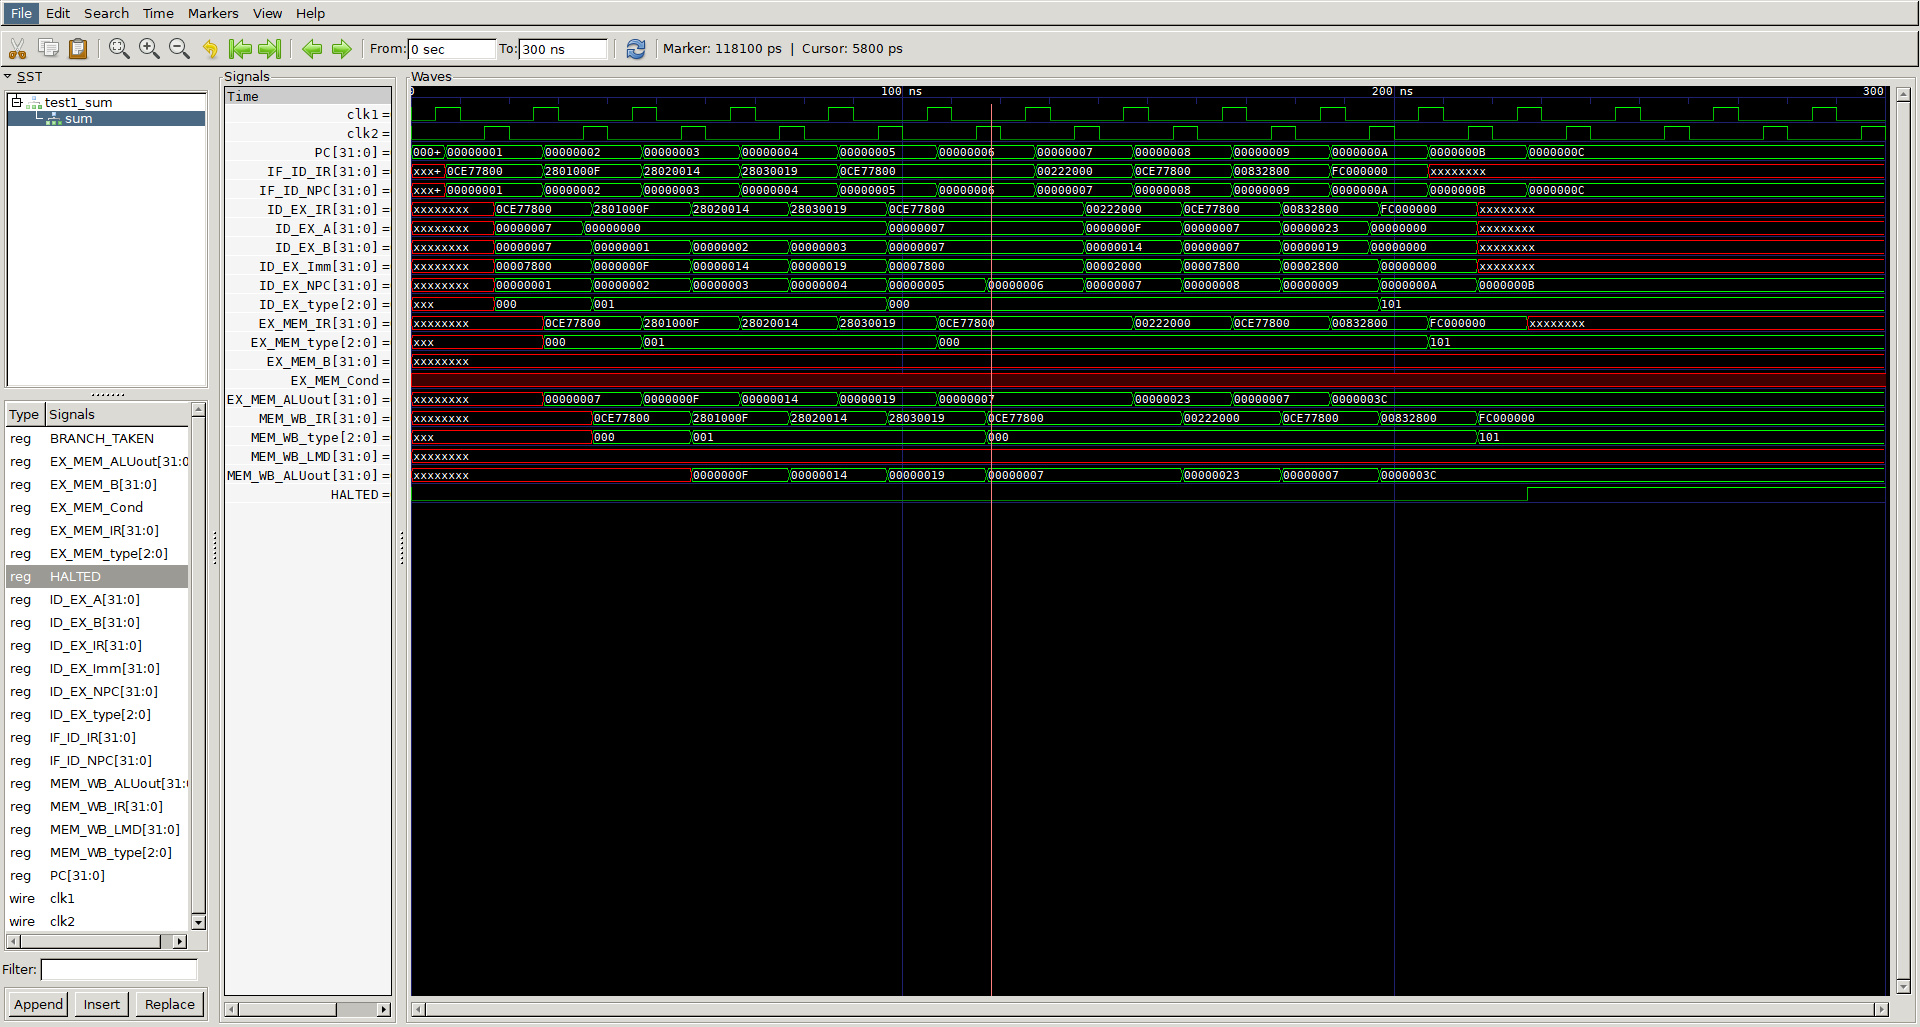 File Edit Search Time Markers View Help
From: 0 sec To: 300 ns Marker: 118100 ps | Cursor: 5800 ps
SST
test1_sum
sum
Type Signals
reg BRANCH_TAKEN
reg EX_MEM_ALUout[31:0
reg EX_MEM_B[31:0]
reg EX_MEM_Cond
reg EX_MEM_IR[31:0]
reg EX_MEM_type[2:0]
reg HALTED
reg ID_EX_A[31:0]
reg ID_EX_B[31:0]
reg ID_EX_IR[31:0]
reg ID_EX_Imm[31:0]
reg ID_EX_NPC[31:0]
reg ID_EX_type[2:0]
reg IF_ID_IR[31:0]
reg IF_ID_NPC[31:0]
reg MEM_WB_ALUout[31:
reg MEM_WB_IR[31:0]
reg MEM_WB_LMD[31:0]
reg MEM_WB_type[2:0]
reg PC[31:0]
wire clk1
wire clk2
Filter:
Append Insert Replace
Signals
Waves
Time 0 100 ns 200 ns 300
clk1=
clk2=
PC[31:0]= 000+ 00000001 00000002 00000003 00000004 00000005 00000006 00000007 00000008 00000009 0000000A 0000000B 0000000C
IF_ID_IR[31:0]= xxx+ 0CE77800 2801000F 28020014 28030019 0CE77800 00222000 0CE77800 00832800 FC000000 xxxxxxxx
IF_ID_NPC[31:0]= xxx+ 00000001 00000002 00000003 00000004 00000005 00000006 00000007 00000008 00000009 0000000A 0000000B 0000000C
ID_EX_IR[31:0]= xxxxxxxx 0CE77800 2801000F 28020014 28030019 0CE77800 00222000 0CE77800 00832800 FC000000 xxxxxxxx
ID_EX_A[31:0]= xxxxxxxx 00000007 00000000 00000007 0000000F 00000007 00000023 00000000 xxxxxxxx
ID_EX_B[31:0]= xxxxxxxx 00000007 00000001 00000002 00000003 00000007 00000014 00000007 00000019 00000000 xxxxxxxx
ID_EX_Imm[31:0]= xxxxxxxx 00007800 0000000F 00000014 00000019 00007800 00002000 00007800 00002800 00000000 xxxxxxxx
ID_EX_NPC[31:0]= xxxxxxxx 00000001 00000002 00000003 00000004 00000005 00000006 00000007 00000008 00000009 0000000A 0000000B
ID_EX_type[2:0]= xxx 000 001 000 101
EX_MEM_IR[31:0]= xxxxxxxx 0CE77800 2801000F 28020014 28030019 0CE77800 00222000 0CE77800 00832800 FC000000 xxxxxxxx
EX_MEM_type[2:0]= xxx 000 001 000 101
EX_MEM_B[31:0]= xxxxxxxx
EX_MEM_Cond=
EX_MEM_ALUout[31:0]= xxxxxxxx 00000007 0000000F 00000014 00000019 00000007 00000023 00000007 0000003C
MEM_WB_IR[31:0]= xxxxxxxx 0CE77800 2801000F 28020014 28030019 0CE77800 00222000 0CE77800 00832800 FC000000
MEM_WB_type[2:0]= xxx 000 001 000 101
MEM_WB_LMD[31:0]= xxxxxxxx
MEM_WB_ALUout[31:0]= xxxxxxxx 0000000F 00000014 00000019 00000007 00000023 00000007 0000003C
HALTED=